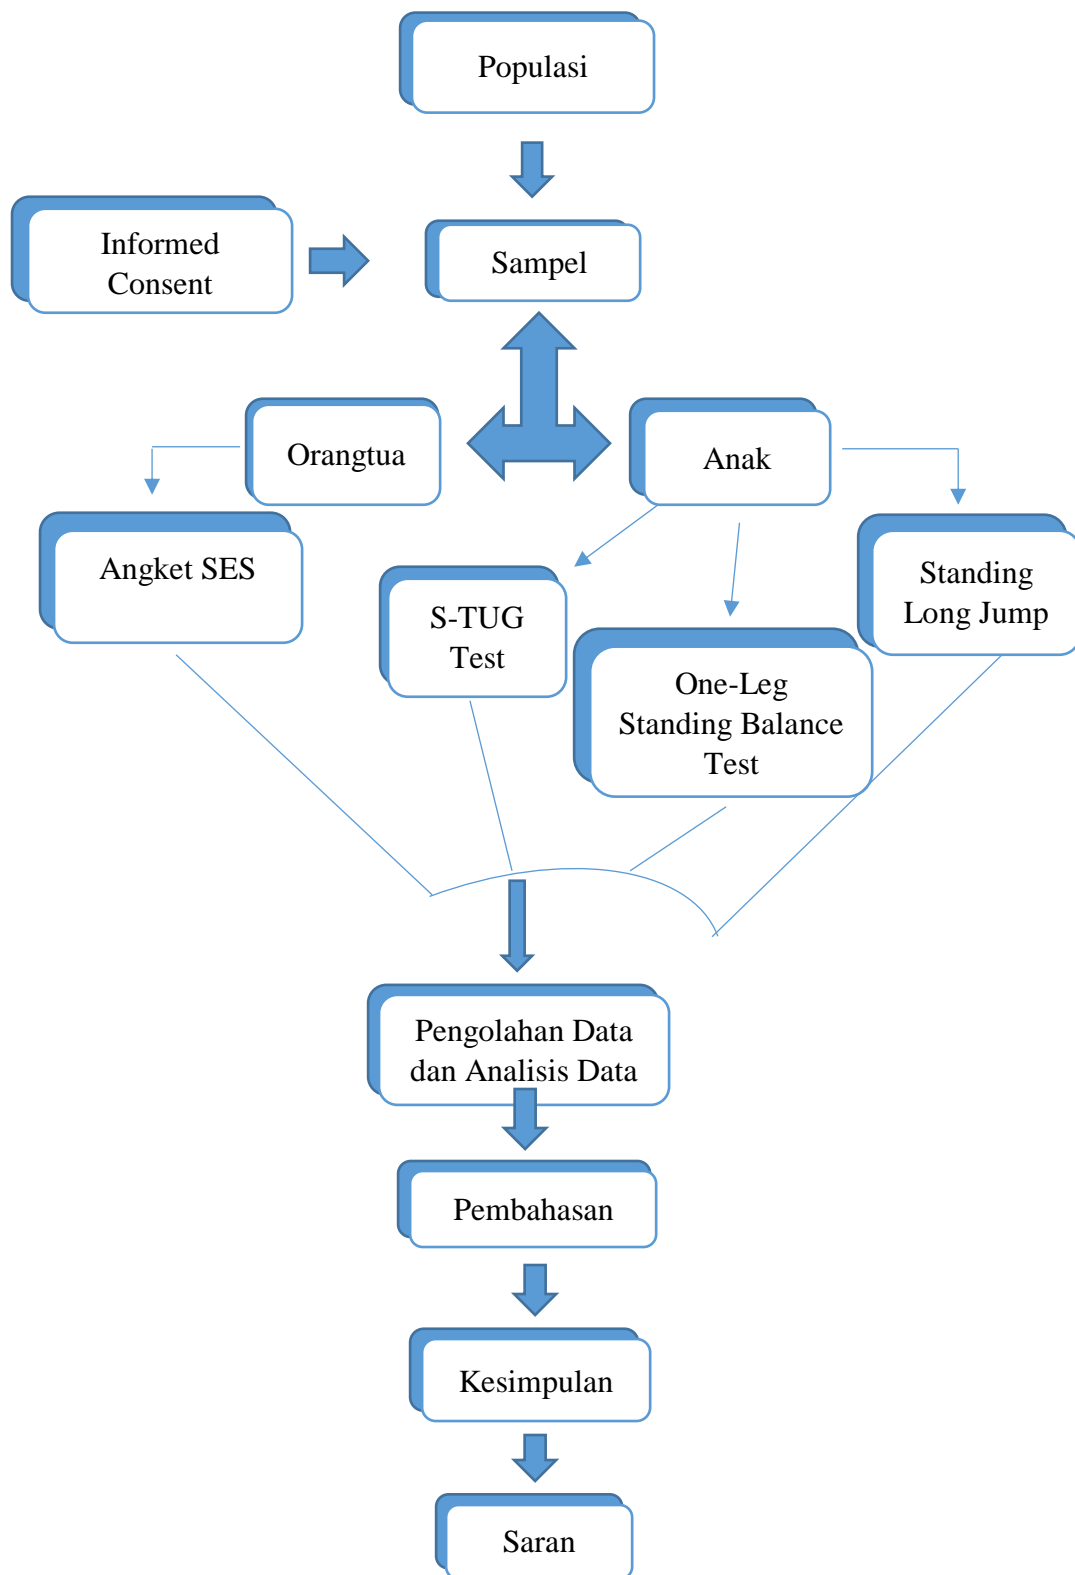 Populasi
Informed
Consent
Sampel
Orangtua
Anak
Angket SES
S-TUG
Test
One-Leg
Standing Balance
Test
Standing
Long Jump
Pengolahan Data
dan Analisis Data
Pembahasan
Kesimpulan
Saran